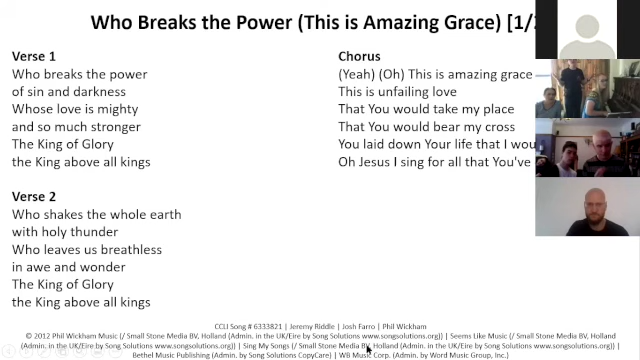 Who Breaks the Power (This is Amazing Grace) [1/
Verse 1
Who breaks the power
of sin and darkness
Whose love is mighty
and so much stronger
The King of Glory
the King above all kings
Verse 2
Who shakes the whole earth
with holy thunder
Who leaves us breathless
in awe and wonder
The King of Glory
the King above all kings
Chorus
(Yeah) (Oh) This is amazing grace
This is unfailing love
That You would take my place
That You would bear my cross
You laid down Your life that I wou
Oh Jesus I sing for all that You've
CCLI Song # 6333821 | Jeremy Riddle | Josh Farro | Phil Wickham
© 2012 Phil Wickham Music (/ Small Stone Media BV, Holland (Admin. in the UK/Eire by Song Solutions www.songsolutions.org)) | Seems Like Music (/ Small Stone Media BV, Holland
(Admin. in the UK/Eire by Song Solutions www.songsolutions.org)) | Sing My Songs (/ Small Stone Media BV, Holland (Admin. in the UK/Eire by Song Solutions www.songsolutions.org)) |
Bethel Music Publishing (Admin. by Song Solutions CopyCare) | WB Music Corp. (Admin. by Word Music Group, Inc.)